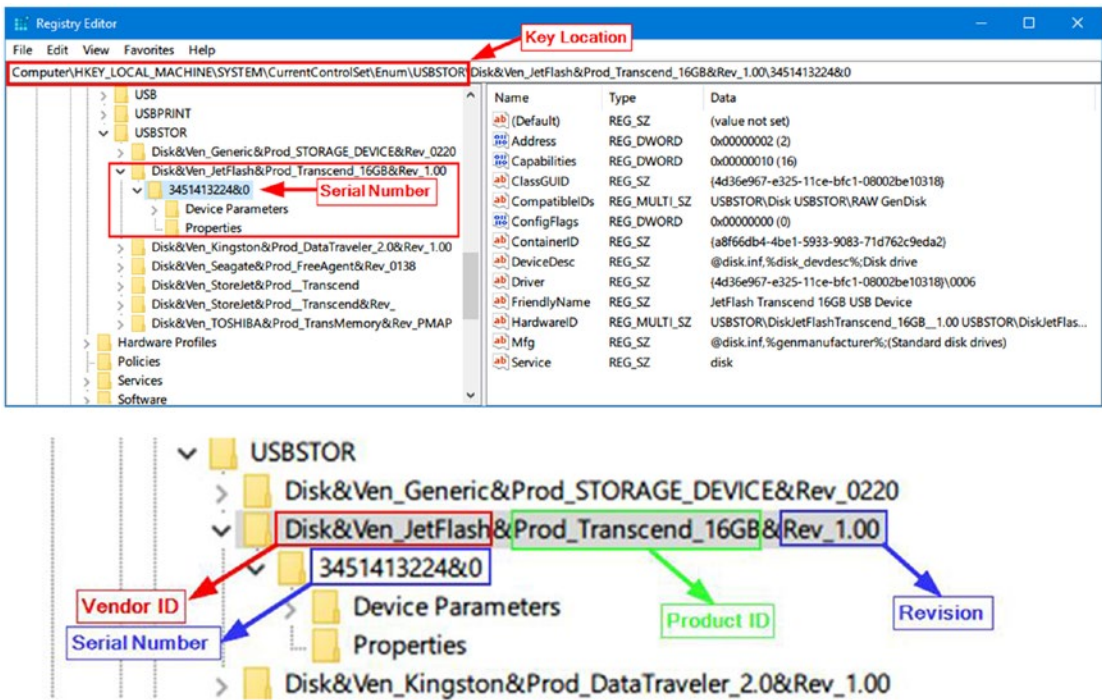 Registry Editor
Key Location
File Edit View Favorites Help
Computer\HKEY_LOCAL_MACHINE\SYSTEM\CurrentControlSet\Enum\USBSTOR\Disk&Ven_JetFlash&Prod_Transcend_16GB&Rev_1.00\3451413224&0
USB
USBPRINT
USBSTOR
Disk&Ven_Generic&Prod_STORAGE_DEVICE&Rev_0220
Disk&Ven_JetFlash&Prod_Transcend_16GB&Rev_1.00
3451413224&0 Serial Number
Device Parameters
Properties
Disk&Ven_Kingston&Prod_DataTraveler_2.0&Rev_1.00
Disk&Ven_Seagate&Prod_FreeAgent&Rev_0138
Disk&Ven_StoreJet&Prod__Transcend
Disk&Ven_StoreJet&Prod__Transcend&Rev_
Disk&Ven_TOSHIBA&Prod_TransMemory&Rev_PMAP
Hardware Profiles
Policies
Services
Software
Name Type Data
(Default) REG_SZ (value not set)
Address REG_DWORD 0x00000002 (2)
Capabilities REG_DWORD 0x00000010 (16)
ClassGUID REG_SZ {4d36e967-e325-11ce-bfc1-08002be10318}
CompatibleIDs REG_MULTI_SZ USBSTOR\Disk USBSTOR\RAW GenDisk
ConfigFlags REG_DWORD 0x00000000 (0)
ContainerID REG_SZ {a8f66db4-4be1-5933-9083-71d762c9eda2}
DeviceDesc REG_SZ @disk.inf,%disk_devdesc%;Disk drive
Driver REG_SZ {4d36e967-e325-11ce-bfc1-08002be10318}\0006
FriendlyName REG_SZ JetFlash Transcend 16GB USB Device
HardwareID REG_MULTI_SZ USBSTOR\DiskJetFlashTranscend_16GB__1.00 USBSTOR\DiskJetFlas...
Mfg REG_SZ @disk.inf,%genmanufacturer%;(Standard disk drives)
Service REG_SZ disk
USBSTOR
Disk&Ven_Generic&Prod_STORAGE_DEVICE&Rev_0220
Disk&Ven_JetFlash&Prod_Transcend_16GB&Rev_1.00
3451413224&0
Vendor ID Device Parameters Product ID Revision
Serial Number Properties
Disk&Ven_Kingston&Prod_DataTraveler_2.0&Rev_1.00